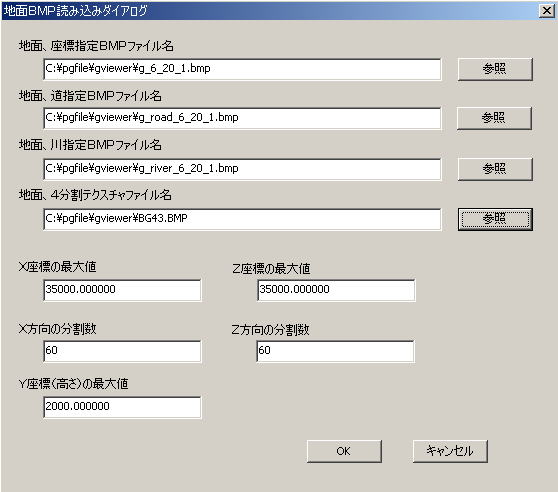 地面BMP読み込みダイアログ
地面、座標指定BMPファイル名
C:¥pgfile¥gviewer¥g_6_20_1.bmp
参照
地面、道指定BMPファイル名
C:¥pgfile¥gviewer¥g_road_6_20_1.bmp
参照
地面、川指定BMPファイル名
C:¥pgfile¥gviewer¥g_river_6_20_1.bmp
参照
地面、4分割テクスチャファイル名
C:¥pgfile¥gviewer¥BG43.BMP
参照
X座標の最大値
Z座標の最大値
35000.000000
35000.000000
X方向の分割数
Z方向の分割数
60
60
Y座標(高さ)の最大値
2000.000000
OK
キャンセル